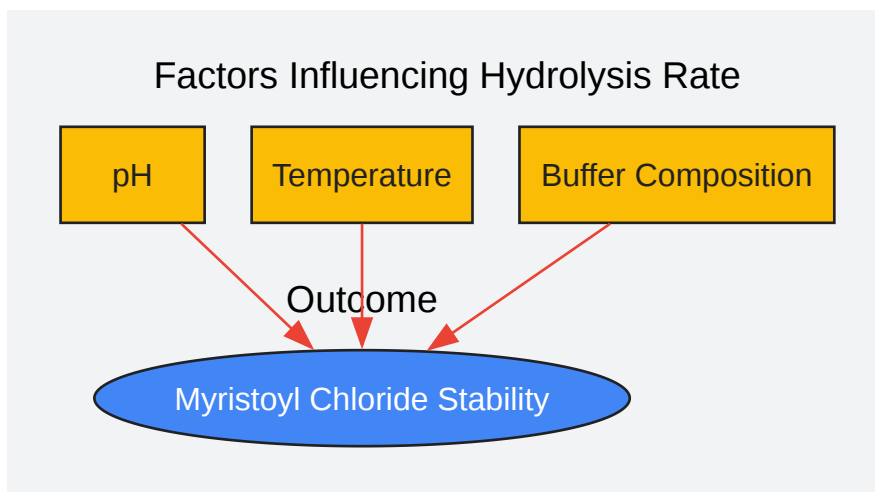 Factors Influencing Hydrolysis Rate
pH
Temperature
Buffer Composition
Outcome
Myristoyl Chloride Stability